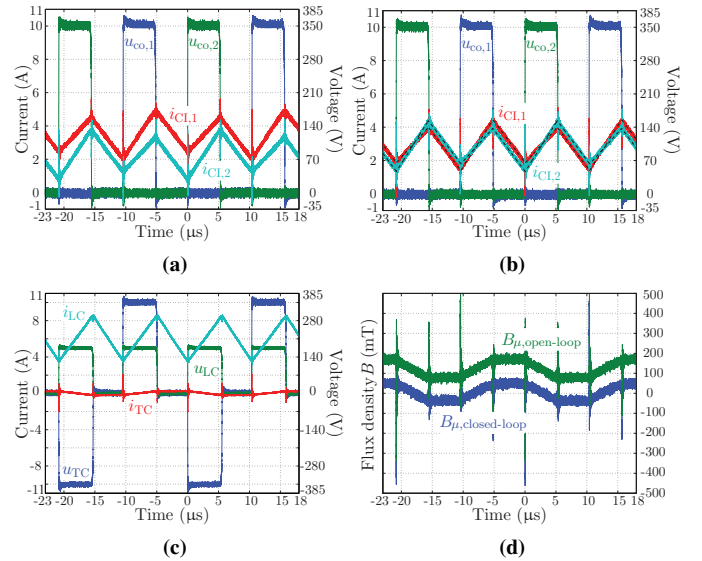 11
10
8
6
4
2
0
-1
Current (A)
385
350
280
210
140
70
0
-35
Voltage (V)
u_co,1
u_co,2
i_CI,1
i_CI,2
-23 -20 -15 -10 -5 0 5 10 15 18
Time (µs)
(a)
11
10
8
6
4
2
0
-1
Current (A)
385
350
280
210
140
70
0
-35
Voltage (V)
u_co,1
u_co,2
i_CI,1
i_CI,2
-23 -20 -15 -10 -5 0 5 10 15 18
Time (µs)
(b)
11
8
4
0
-4
-8
-11
Current (A)
385
280
140
0
-140
-280
-385
Voltage (V)
i_LC
u_LC
i_TC
u_TC
-23 -20 -15 -10 -5 0 5 10 15 18
Time (µs)
(c)
500
400
300
200
100
0
-100
-200
-300
-400
-500
Flux density B (mT)
B_µ,open-loop
B_µ,closed-loop
-23 -20 -15 -10 -5 0 5 10 15 18
Time (µs)
(d)